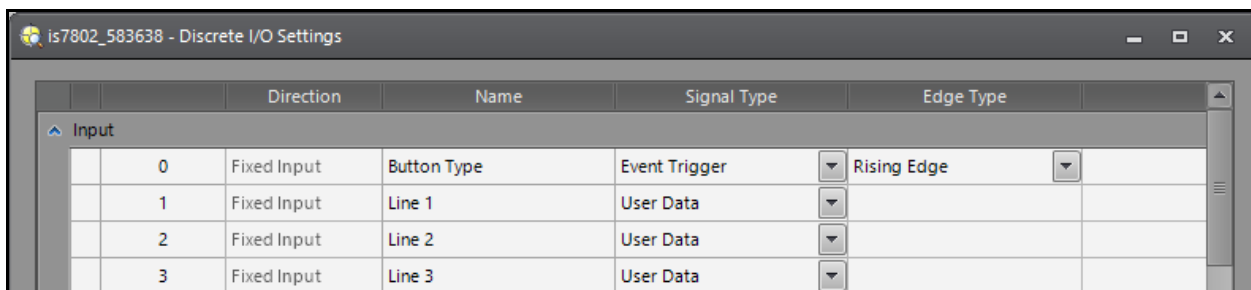 is7802_583638 - Discrete I/O Settings
Direction Name Signal Type Edge Type
Input
0 Fixed Input Button Type Event Trigger Rising Edge
1 Fixed Input Line 1 User Data
2 Fixed Input Line 2 User Data
3 Fixed Input Line 3 User Data